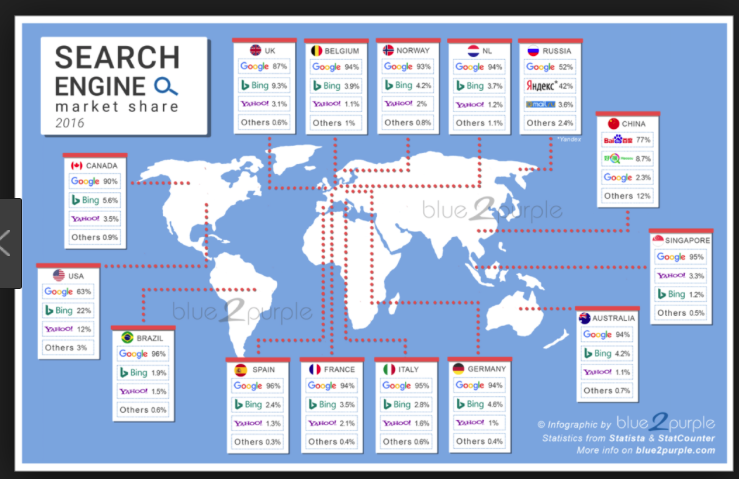 SEARCH
ENGINE
market share
2016
UK
Google 87%
Bing 9.3%
YAHOO! 3.1%
Others 0.6%
BELGIUM
Google 94%
Bing 3.9%
YAHOO! 1.1%
Others 1%
NORWAY
Google 93%
Bing 4.2%
YAHOO! 2%
Others 0.8%
NL
Google 94%
Bing 3.7%
YAHOO! 1.2%
Others 1.1%
RUSSIA
Google 52%
Яндекс* 42%
3.6%
Others 2.4%
*Yandex
CHINA
Bai百度 77%
8.7%
Google 2.3%
Others 12%
CANADA
Google 90%
Bing 5.6%
YAHOO! 3.5%
Others 0.9%
blue2purple
SINGAPORE
Google 95%
YAHOO! 3.3%
Bing 1.2%
Others 0.5%
USA
Google 63%
Bing 22%
YAHOO! 12%
Others 3%
blue2purple
BRAZIL
Google 96%
Bing 1.9%
YAHOO! 1.5%
Others 0.6%
AUSTRALIA
Google 94%
Bing 4.2%
YAHOO! 1.1%
Others 0.7%
SPAIN
Google 96%
Bing 2.4%
YAHOO! 1.3%
Others 0.3%
FRANCE
Google 94%
Bing 3.5%
YAHOO! 2.1%
Others 0.4%
ITALY
Google 95%
Bing 2.8%
YAHOO! 1.6%
Others 0.6%
GERMANY
Google 94%
Bing 4.6%
YAHOO! 1%
Others 0.4%
© Infographic by blue2purple
Statistics from Statista & StatCounter
More info on blue2purple.com